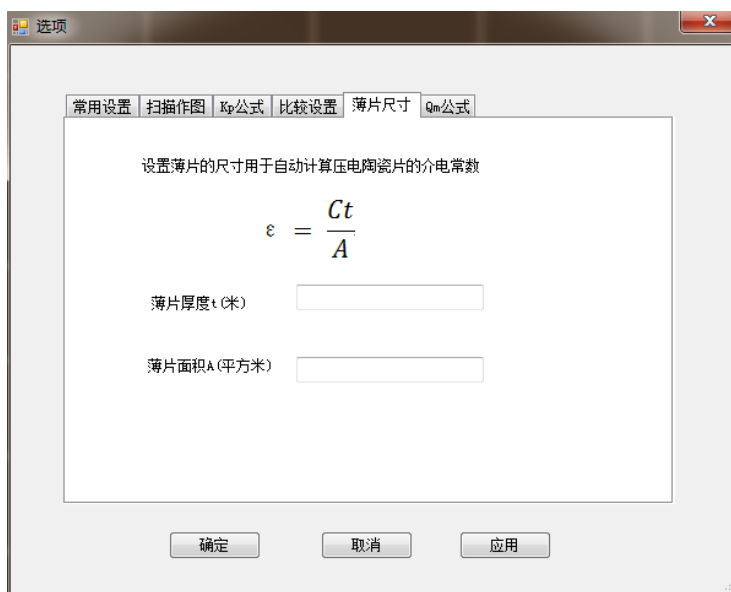 选项
常用设置 扫描作图 Kp公式 比较设置 薄片尺寸 Qm公式
设置薄片的尺寸用于自动计算压电陶瓷片的介电常数
ε = Ct/A
薄片厚度t(米)
薄片面积A(平方米)
确定 取消 应用